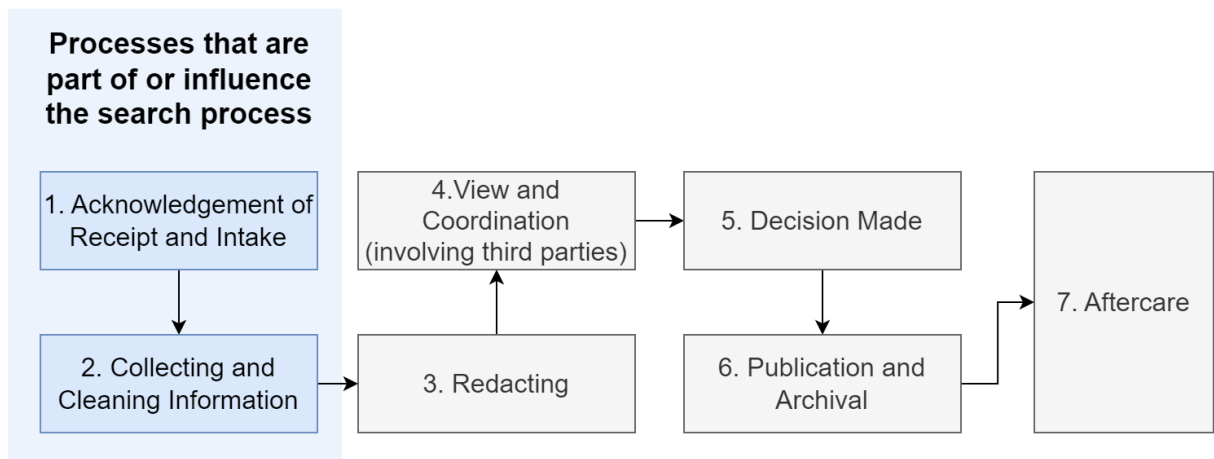 Processes that are
part of or influence
the search process
1. Acknowledgement of
Receipt and Intake
2. Collecting and
Cleaning Information
3. Redacting
4.View and
Coordination
(involving third parties)
5. Decision Made
6. Publication and
Archival
7. Aftercare